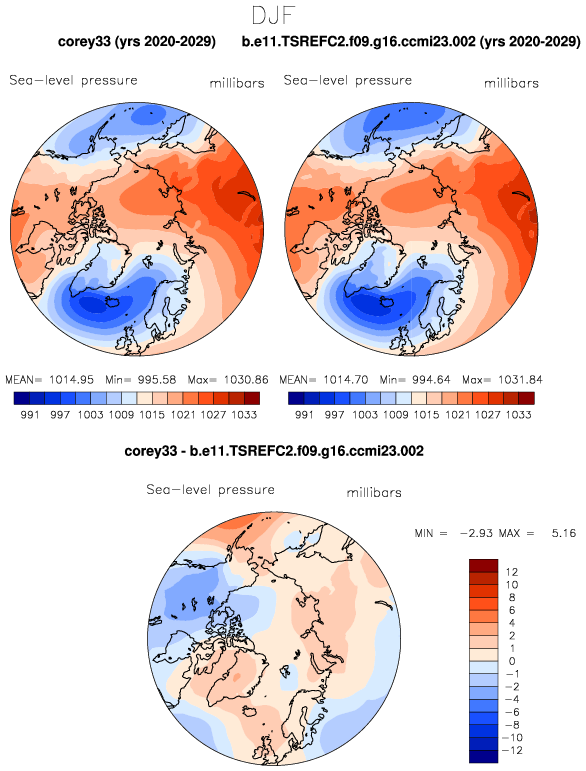 DJF
corey33 (yrs 2020-2029) b.e11.TSREFC2.f09.g16.ccmi23.002 (yrs 2020-2029)
Sea-level pressure millibars Sea-level pressure millibars
MEAN= 1014.95 Min= 995.58 Max= 1030.86 MEAN= 1014.70 Min= 994.64 Max= 1031.84
991 997 1003 1009 1015 1021 1027 1033 991 997 1003 1009 1015 1021 1027 1033
corey33 - b.e11.TSREFC2.f09.g16.ccmi23.002
Sea-level pressure millibars
MIN = -2.93 MAX = 5.16
12
10
8
6
4
2
1
0
-1
-2
-4
-6
-8
-10
-12